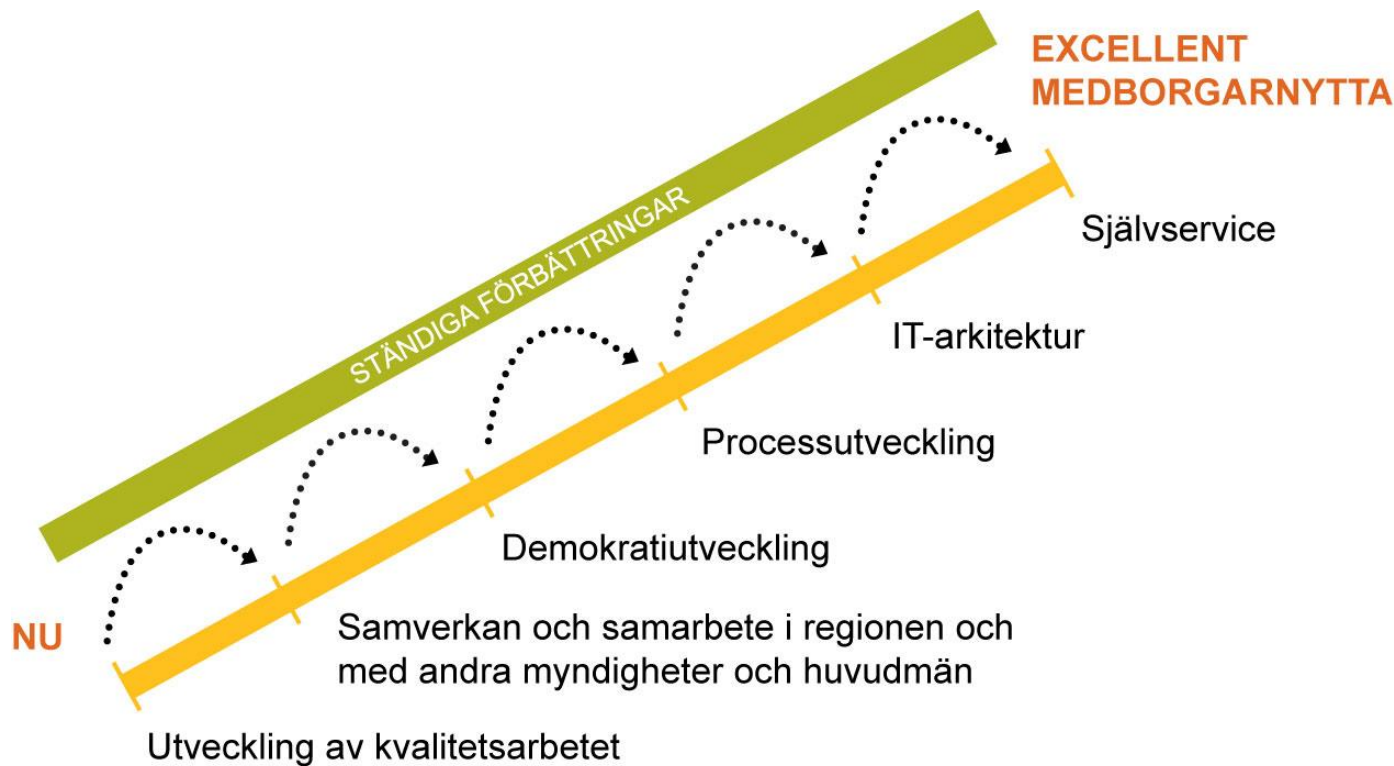 EXCELLENT
MEDBORGARNYTTA
STÄNDIGA FÖRBÄTTRINGAR
Självservice
IT-arkitektur
Processutveckling
Demokratiutveckling
NU
Samverkan och samarbete i regionen och
med andra myndigheter och huvudmän
Utveckling av kvalitetsarbetet